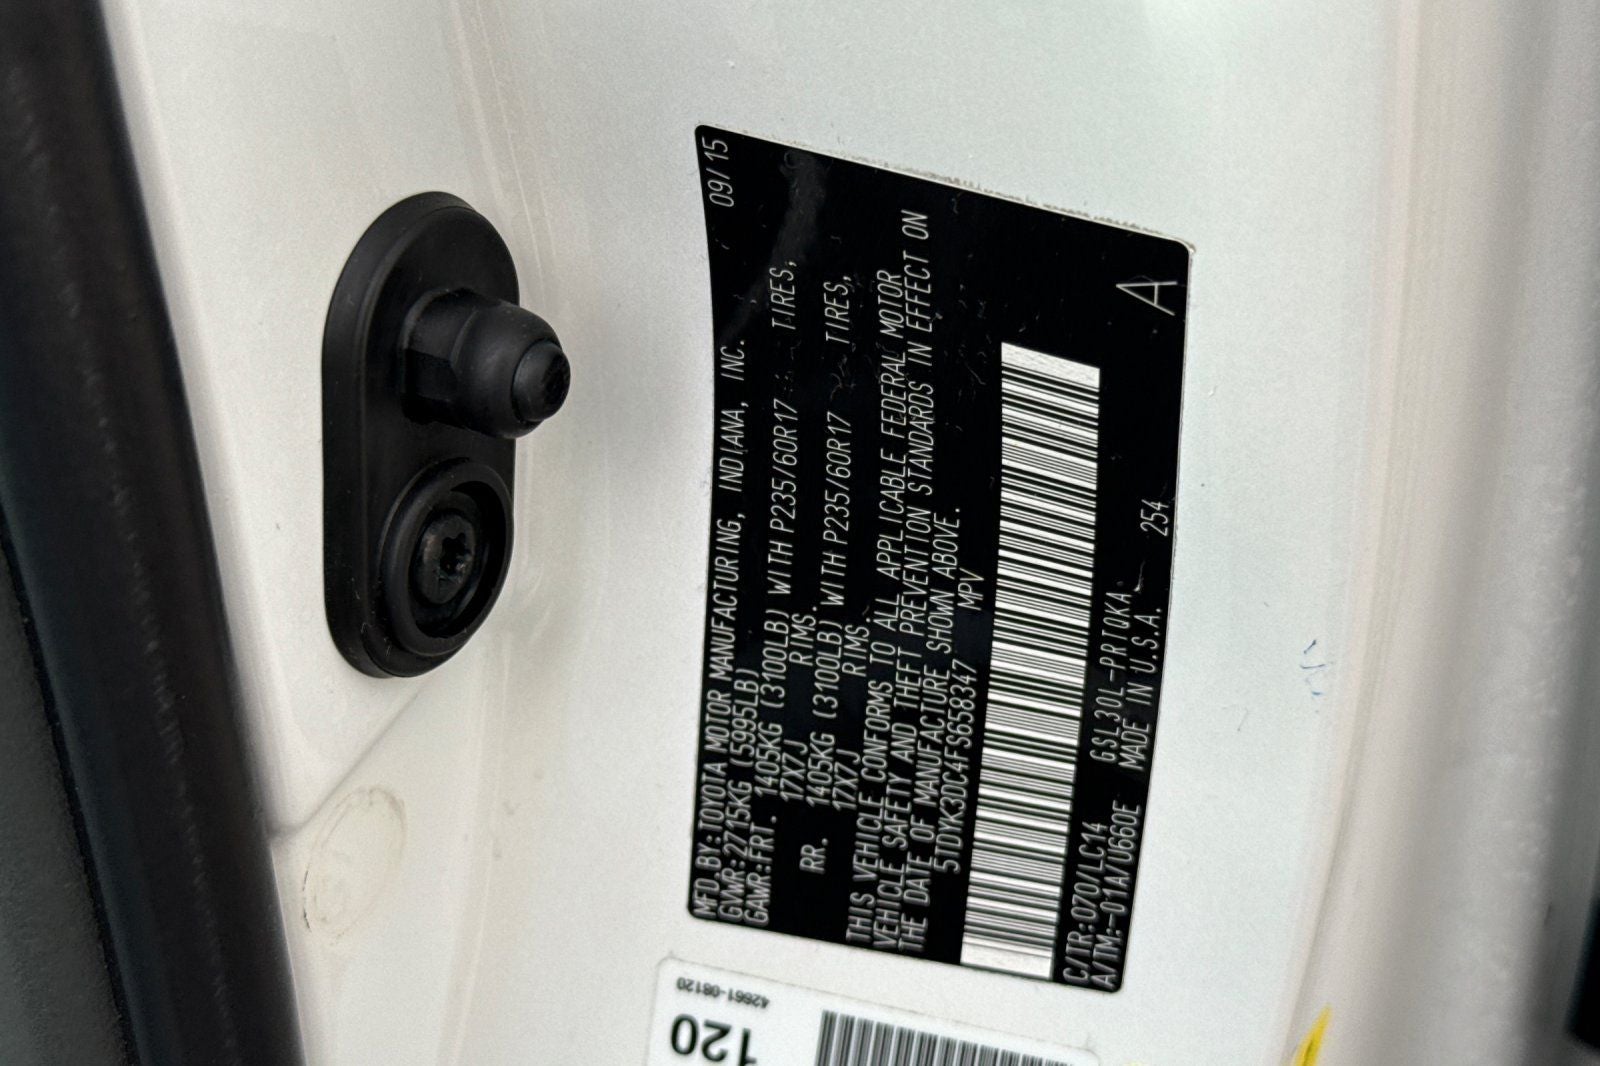 09/15
MFD.BY:TOYOTA MOTOR MANUFACTURING, INDIANA, INC.
GVWR:2715KG (5995LB)
GAWR:FRT. 1405KG (3100LB) WITH P235/60R17 TIRES,
17X7J RIMS.
RR. 1405KG (3100LB) WITH P235/60R17 TIRES,
17X7J RIMS.
THIS VEHICLE CONFORMS TO ALL APPLICABLE FEDERAL MOTOR
VEHICLE SAFETY AND THEFT PREVENTION STANDARDS IN EFFECT ON
THE DATE OF MANUFACTURE SHOWN ABOVE.
5TDYK3DC4FS658347 MPV
A
C/TR:070/LC14 GSL30L-PRTQKA
A/TM:-01A/U660E MADE IN U.S.A. 254
42661-08120
120